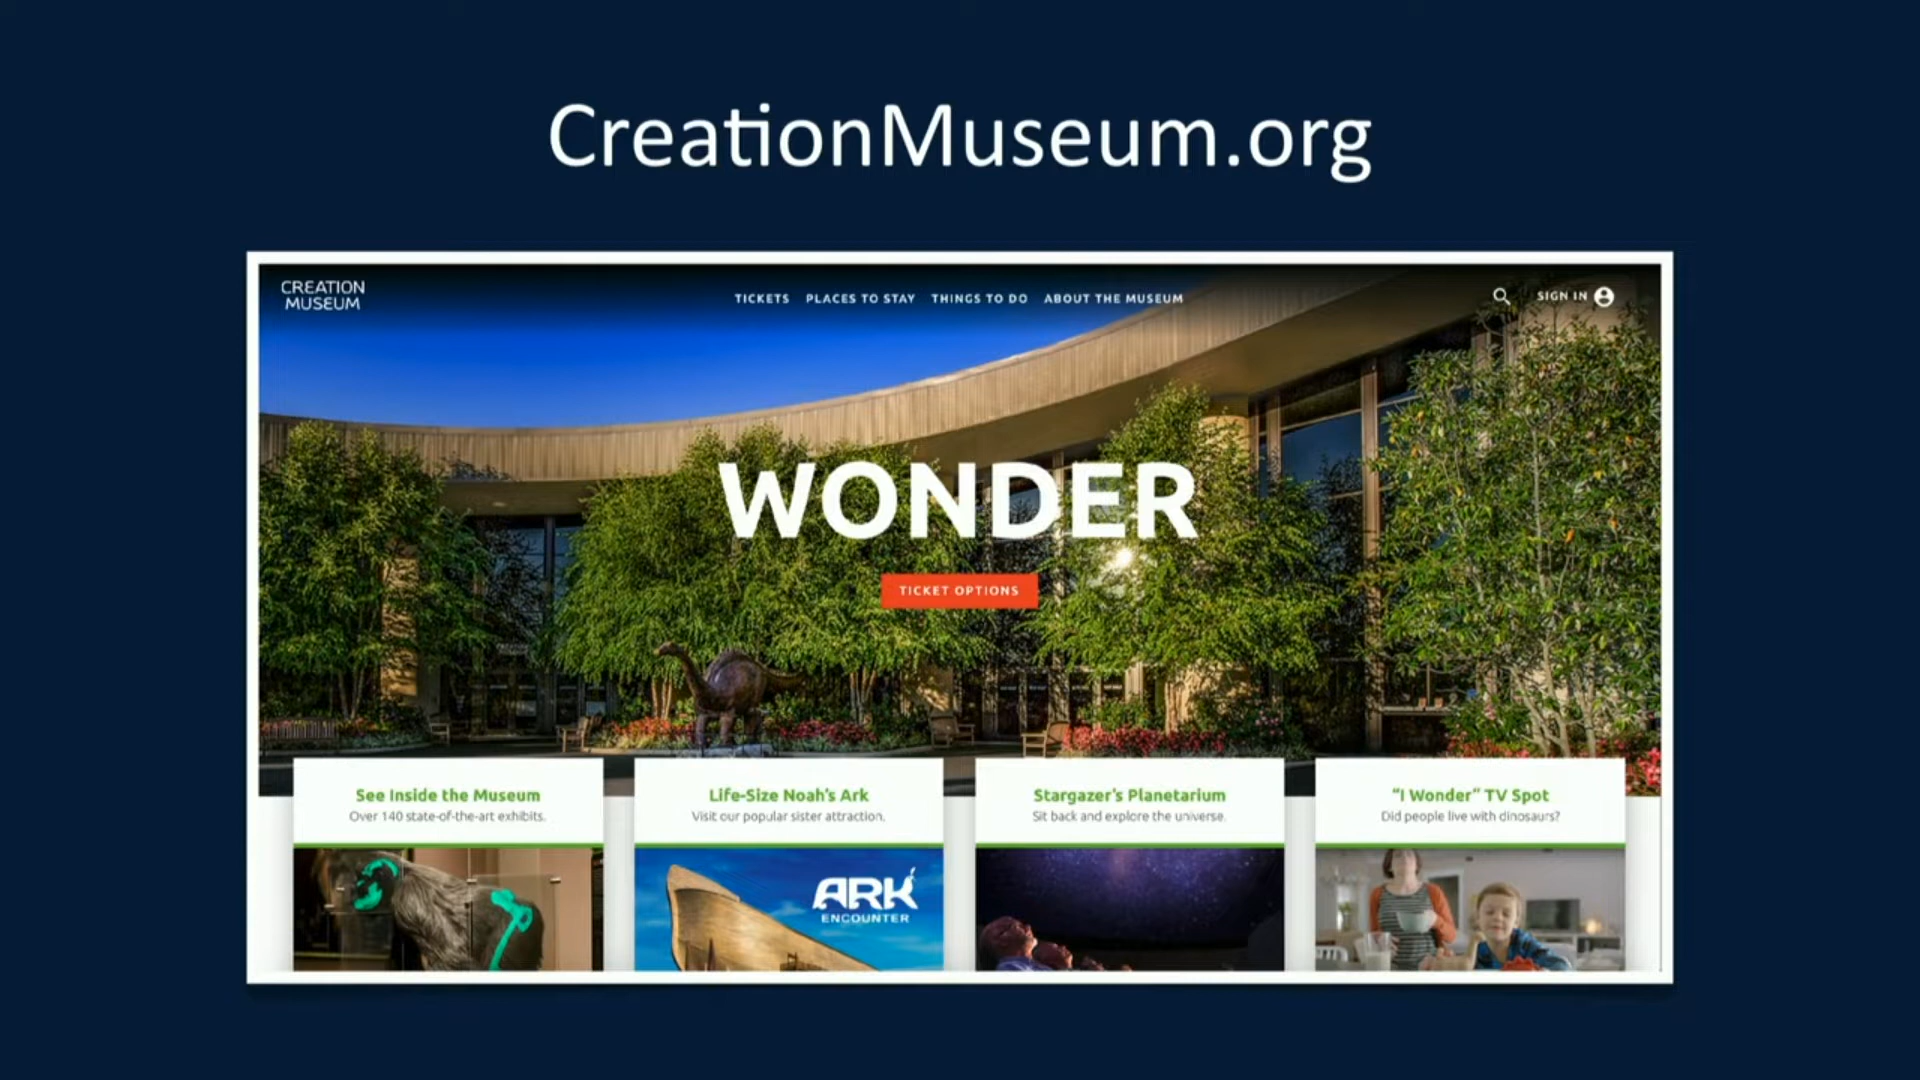 CreationMuseum.org
CREATION
MUSEUM
TICKETS PLACES TO STAY THINGS TO DO ABOUT THE MUSEUM
SIGN IN
WONDER
TICKET OPTIONS
See Inside the Museum
Over 140 state-of-the-art exhibits.
Life-Size Noah's Ark
Visit our popular sister attraction.
ARK
ENCOUNTER
Stargazer's Planetarium
Sit back and explore the universe.
"I Wonder" TV Spot
Did people live with dinosaurs?